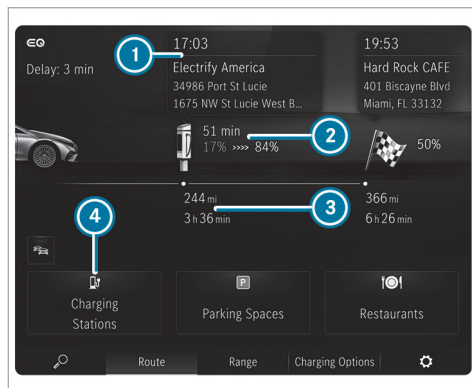 EQ
Delay: 3 min
17:03
Electrify America
34986 Port St Lucie
1675 NW St Lucie West B...
19:53
Hard Rock CAFE
401 Biscayne Blvd
Miami, FL 33132
1
51 min
17% »»» 84%
2
50%
244 mi
3 h 36 min
3
366 mi
6 h 26 min
4
Charging
Stations
P
Parking Spaces
Restaurants
Route
Range
Charging Options